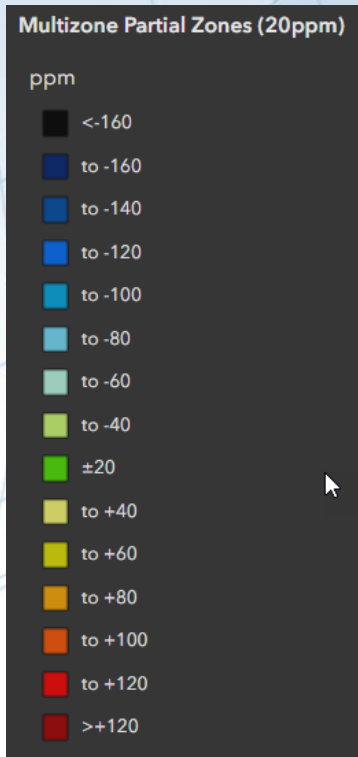 Multizone Partial Zones (20ppm)
ppm
<-160
to -160
to -140
to -120
to -100
to -80
to -60
to -40
±20
to +40
to +60
to +80
to +100
to +120
>+120